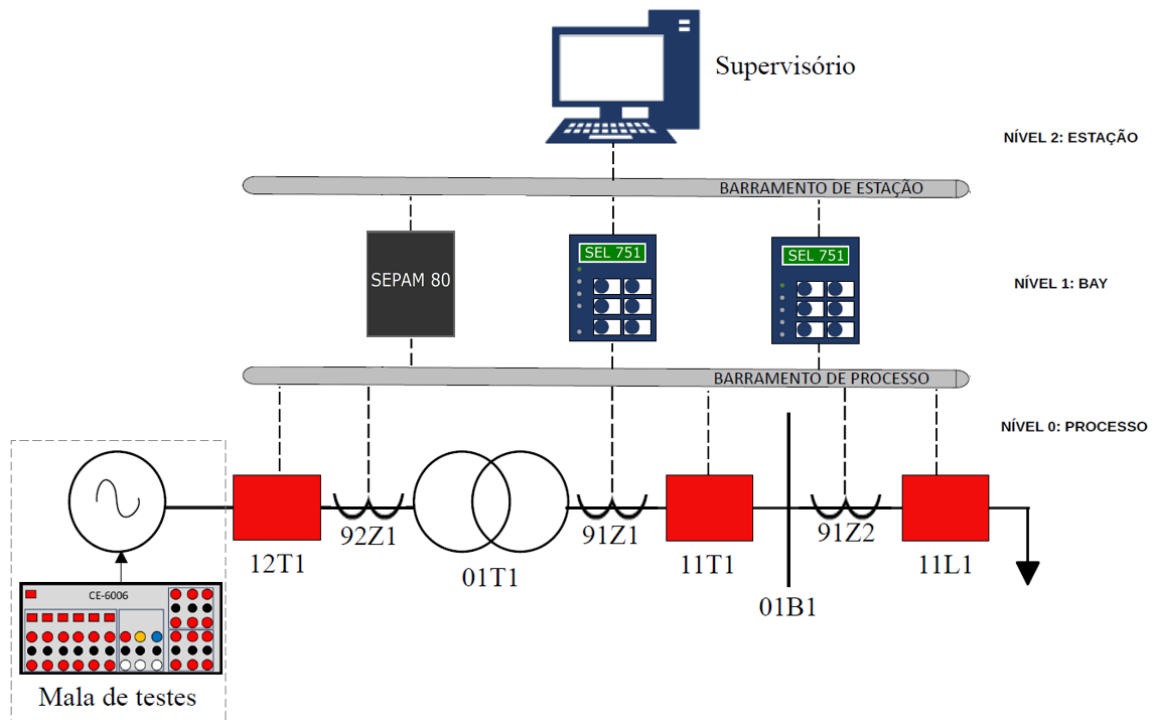 Supervisório
NÍVEL 2: ESTAÇÃO
BARRAMENTO DE ESTAÇÃO
SEPAM 80
SEL 751
SEL 751
NÍVEL 1: BAY
BARRAMENTO DE PROCESSO
NÍVEL 0: PROCESSO
12T1
92Z1
01T1
91Z1
11T1
01B1
91Z2
11L1
CE-6006
Mala de testes